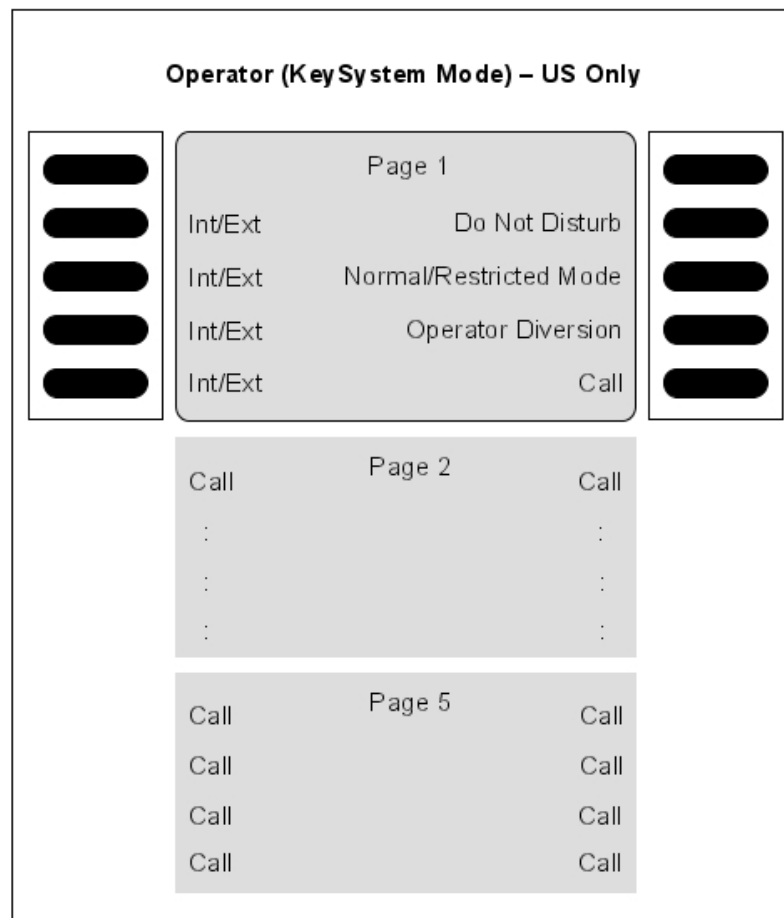 Operator (KeySystem Mode) – US Only
Page 1
Int/Ext Do Not Disturb
Int/Ext Normal/Restricted Mode
Int/Ext Operator Diversion
Int/Ext Call
Page 2
Call Call
: :
: :
: :
Page 5
Call Call
Call Call
Call Call
Call Call